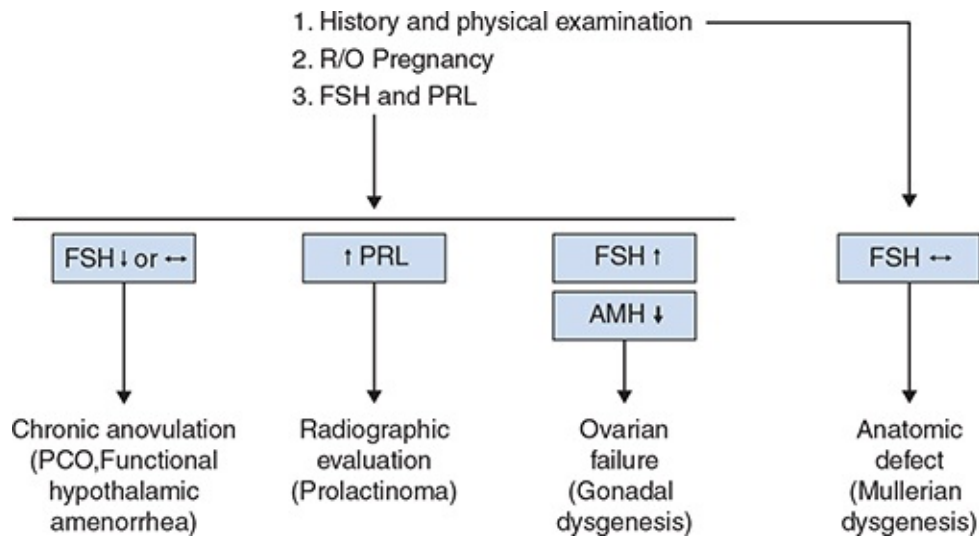 1. History and physical examination
2. R/O Pregnancy
3. FSH and PRL
FSH ↓ or ↔
↑ PRL
FSH ↑
AMH ↓
FSH ↔
Chronic anovulation
(PCO,Functional
hypothalamic
amenorrhea)
Radiographic
evaluation
(Prolactinoma)
Ovarian
failure
(Gonadal
dysgenesis)
Anatomic
defect
(Mullerian
dysgenesis)